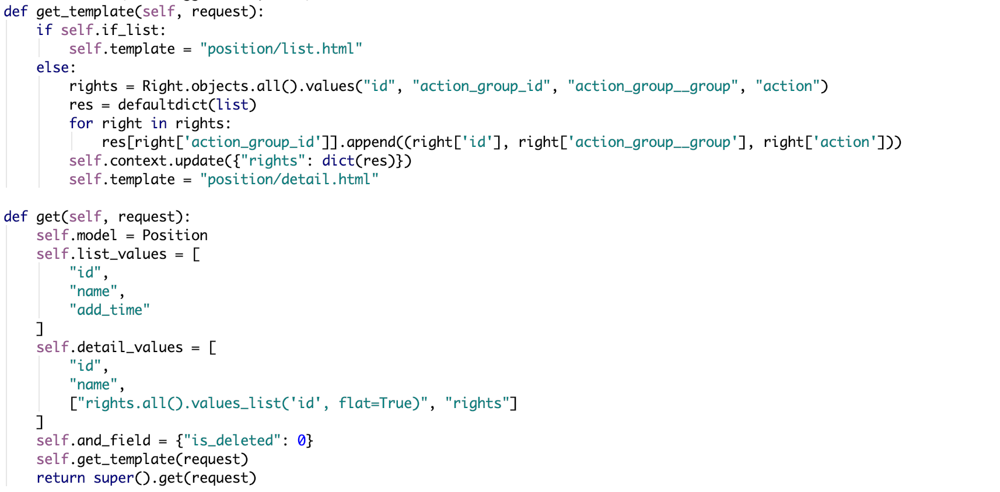 def get_template(self, request):
    if self.if_list:
        self.template = "position/list.html"
    else:
        rights = Right.objects.all().values("id", "action_group_id", "action_group__group", "action")
        res = defaultdict(list)
        for right in rights:
            res[right['action_group_id']].append((right['id'], right['action_group__group'], right['action']))
        self.context.update({"rights": dict(res)})
        self.template = "position/detail.html"

def get(self, request):
    self.model = Position
    self.list_values = [
        "id",
        "name",
        "add_time"
    ]
    self.detail_values = [
        "id",
        "name",
        ["rights.all().values_list('id', flat=True)", "rights"]
    ]
    self.and_field = {"is_deleted": 0}
    self.get_template(request)
    return super().get(request)